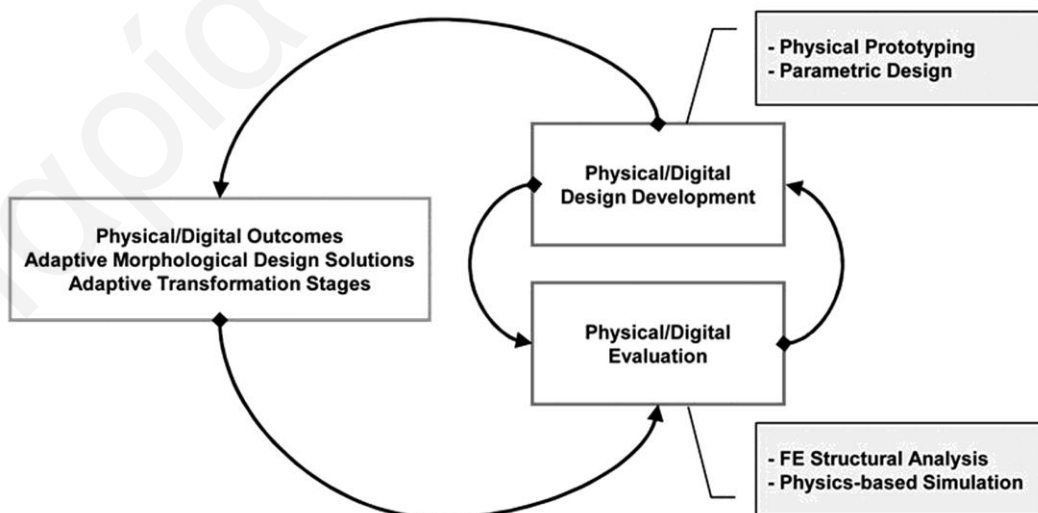 - Physical Prototyping
- Parametric Design
Physical/Digital
Design Development
Physical/Digital Outcomes
Adaptive Morphological Design Solutions
Adaptive Transformation Stages
Physical/Digital
Evaluation
- FE Structural Analysis
- Physics-based Simulation